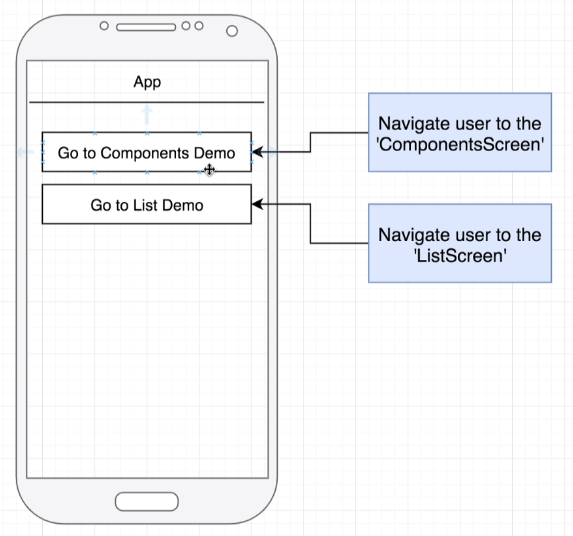 App
Go to Components Demo
Go to List Demo
Navigate user to the
'ComponentsScreen'
Navigate user to the
'ListScreen'